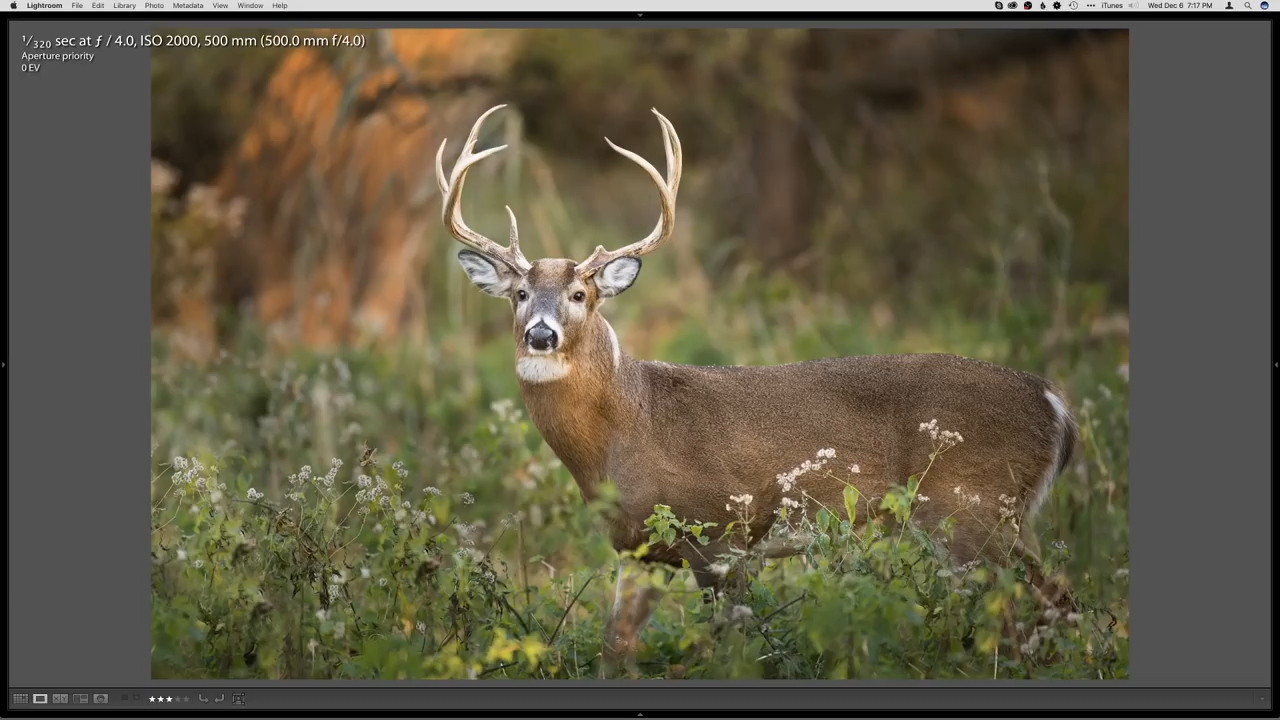 Lightroom File Edit Library Photo Metadata View Window Help iTunes Wed Dec 6 7:17 PM
1/320 sec at ƒ / 4.0, ISO 2000, 500 mm (500.0 mm f/4.0)
Aperture priority
0 EV